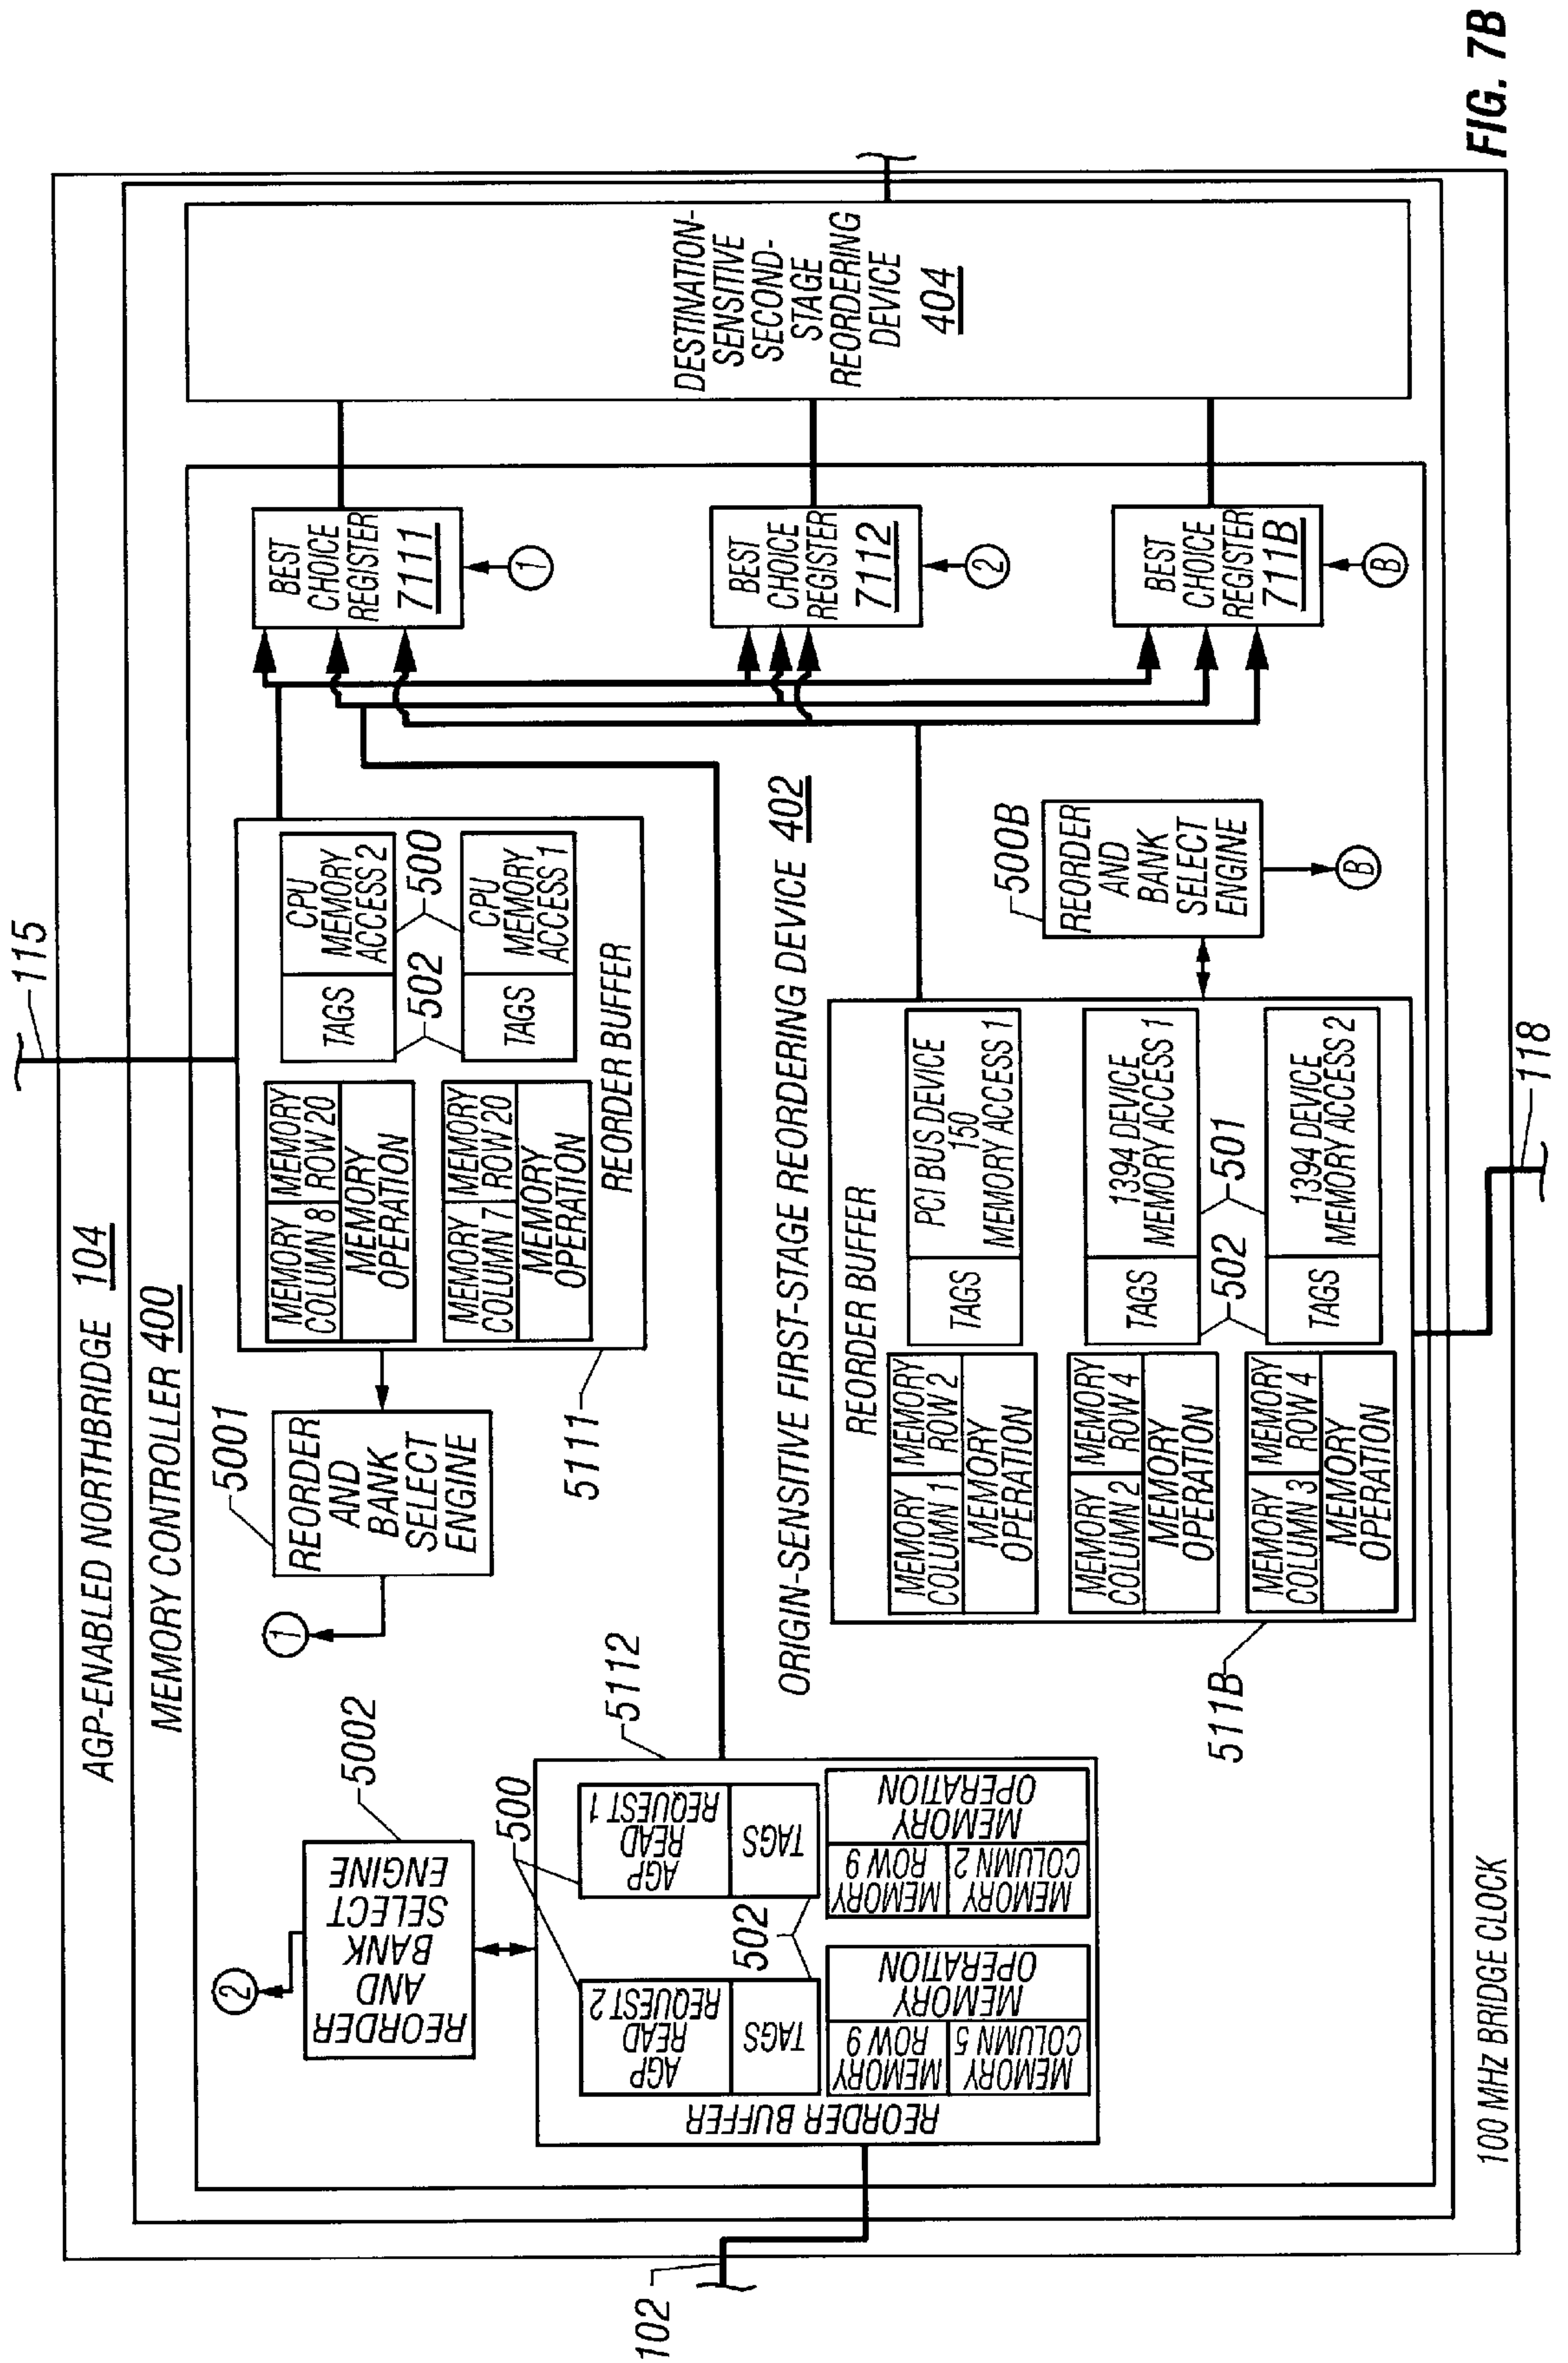 FIG. 7B
AGP-ENABLED NORTHBRIDGE 104
MEMORY CONTROLLER 400
115
5002
REORDER
AND
BANK
SELECT
ENGINE
2
1
5001
REORDER
AND
BANK
SELECT
ENGINE
MEMORY
COLUMN 8
MEMORY
ROW 20
MEMORY
OPERATION
TAGS
CPU
MEMORY
ACCESS 2
502
500
MEMORY
COLUMN 7
MEMORY
ROW 20
MEMORY
OPERATION
TAGS
CPU
MEMORY
ACCESS 1
REORDER BUFFER
5111
BEST
CHOICE
REGISTER
7111
1
DESTINATION-
SENSITIVE
SECOND-
STAGE
REORDERING
DEVICE
404
102
5112
500
REORDER BUFFER
AGP
READ
REQUEST 2
TAGS
MEMORY
ROW 9
MEMORY
COLUMN 5
MEMORY
OPERATION
AGP
READ
REQUEST 1
TAGS
502
MEMORY
ROW 9
MEMORY
COLUMN 2
MEMORY
OPERATION
BEST
CHOICE
REGISTER
7112
2
ORIGIN-SENSITIVE FIRST-STAGE REORDERING DEVICE 402
REORDER BUFFER
511B
MEMORY
COLUMN 1
MEMORY
ROW 2
MEMORY
OPERATION
TAGS
PCI BUS DEVICE
150
MEMORY ACCESS 1
MEMORY
COLUMN 2
MEMORY
ROW 4
MEMORY
OPERATION
TAGS
1394 DEVICE
MEMORY ACCESS 1
502
501
MEMORY
COLUMN 3
MEMORY
ROW 4
MEMORY
OPERATION
TAGS
1394 DEVICE
MEMORY ACCESS 2
500B
REORDER
AND
BANK
SELECT
ENGINE
B
BEST
CHOICE
REGISTER
711B
B
118
100 MHz BRIDGE CLOCK